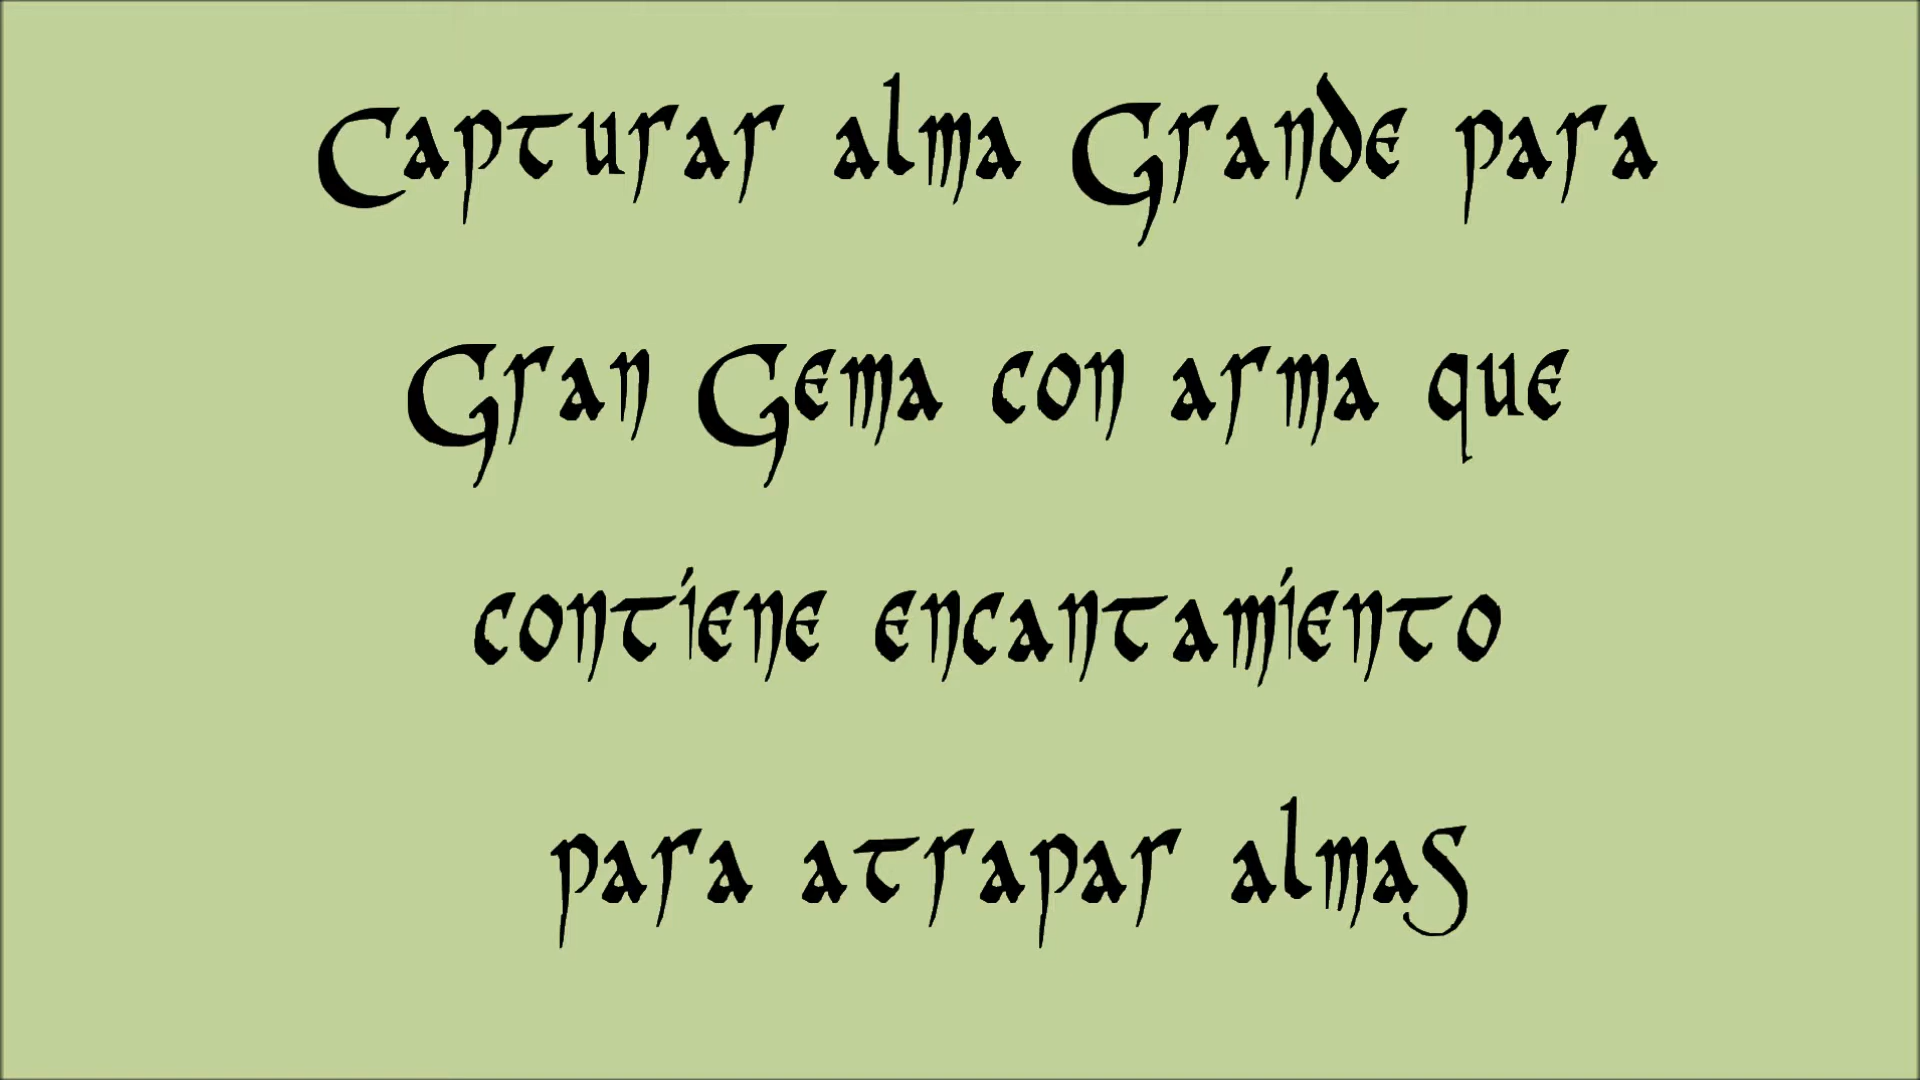 Capturar alma Grande para
Gran Gema con arma que
contiene encantamiento
para atrapar almas